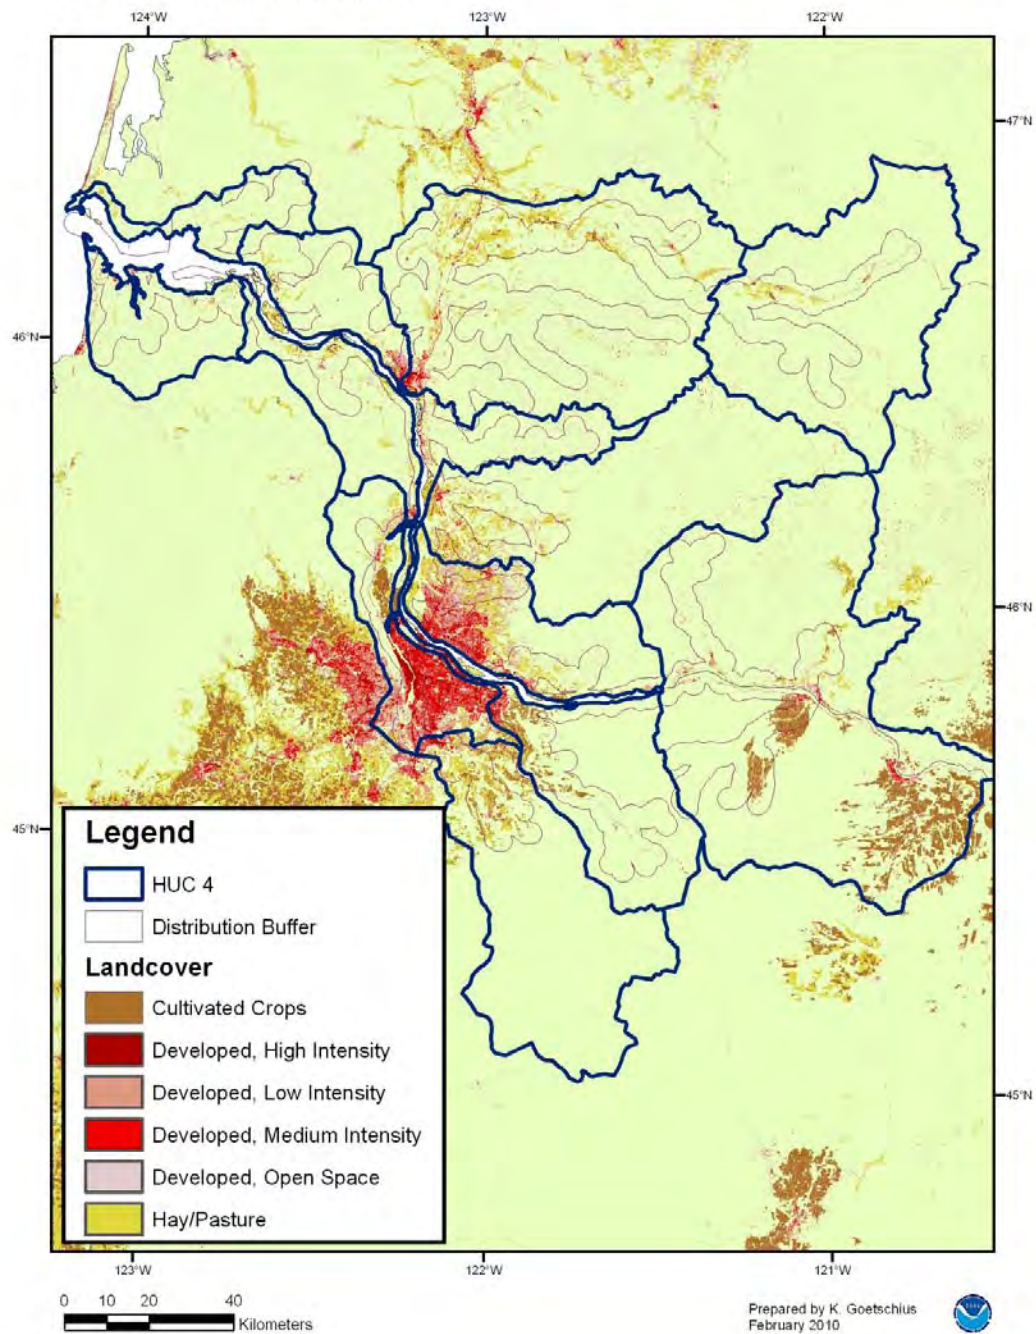 124°W
123°W
122°W
47°N
46°N
46°N
45°N
45°N
Legend
HUC 4
Distribution Buffer
Landcover
Cultivated Crops
Developed, High Intensity
Developed, Low Intensity
Developed, Medium Intensity
Developed, Open Space
Hay/Pasture
123°W
122°W
121°W
0 10 20 40
Kilometers
Prepared by K. Goetschius
February 2010